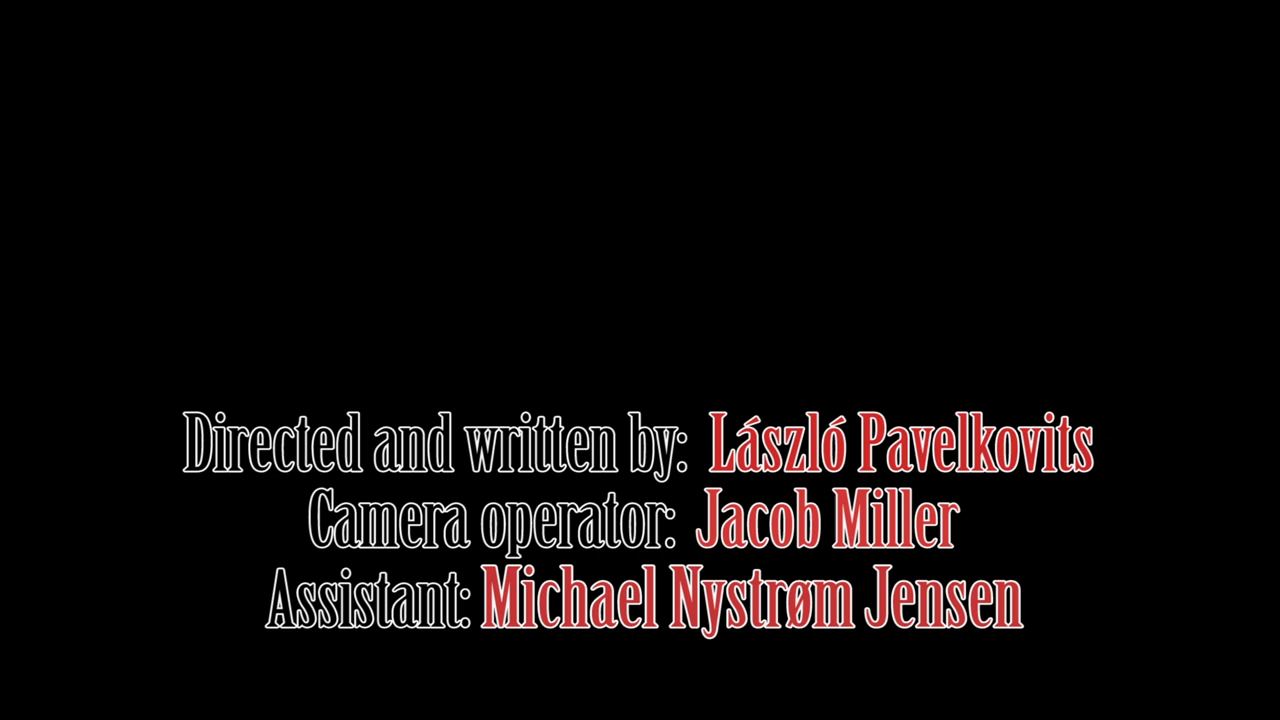 Directed and written by: László Pavelkovits
Camera operator: Jacob Miller
Assistant: Michael Nystrøm Jensen